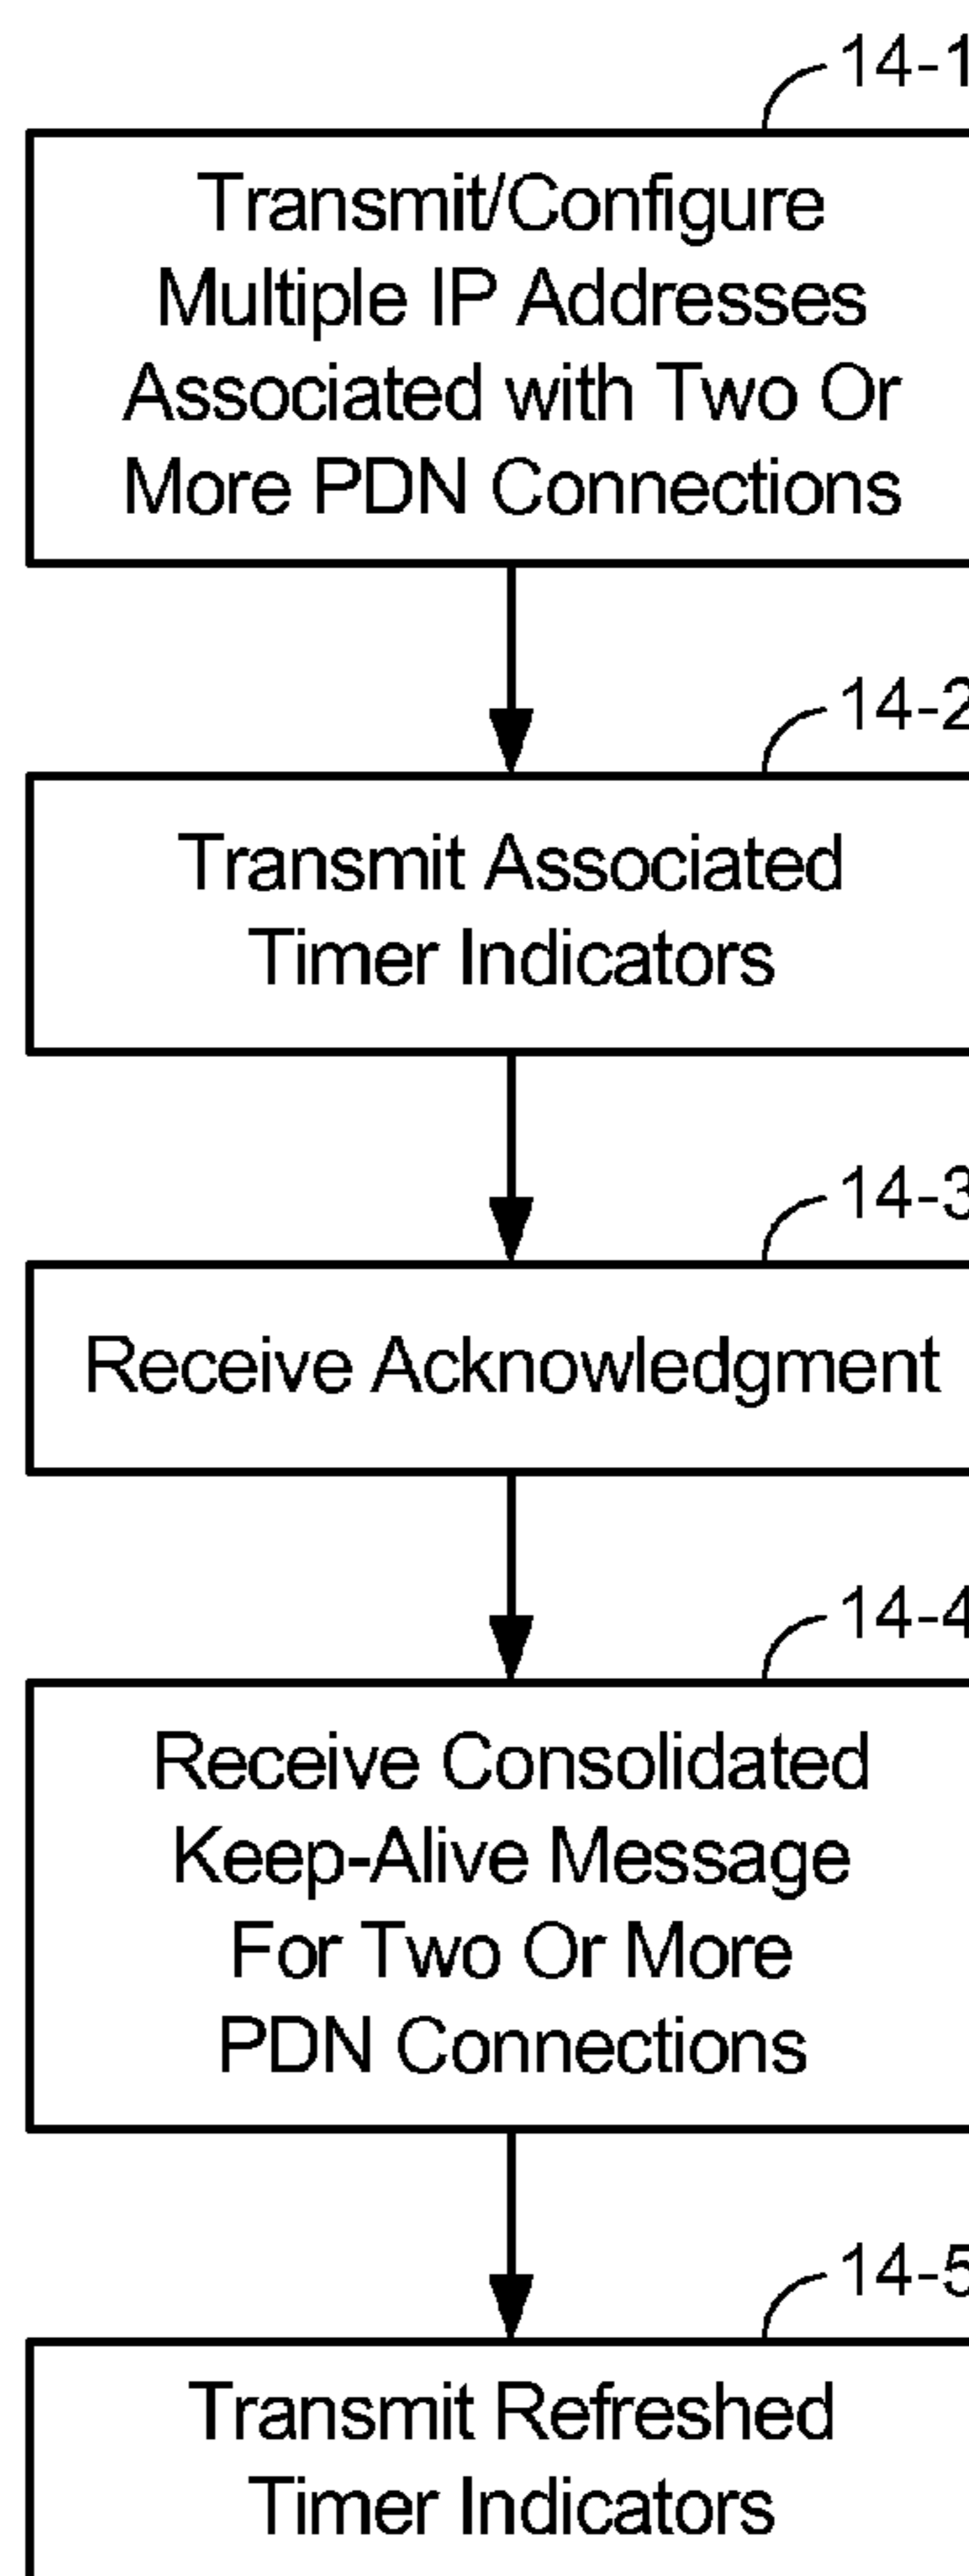 14-1
Transmit/Configure
Multiple IP Addresses
Associated with Two Or
More PDN Connections
14-2
Transmit Associated
Timer Indicators
14-3
Receive Acknowledgment
14-4
Receive Consolidated
Keep-Alive Message
For Two Or More
PDN Connections
14-5
Transmit Refreshed
Timer Indicators